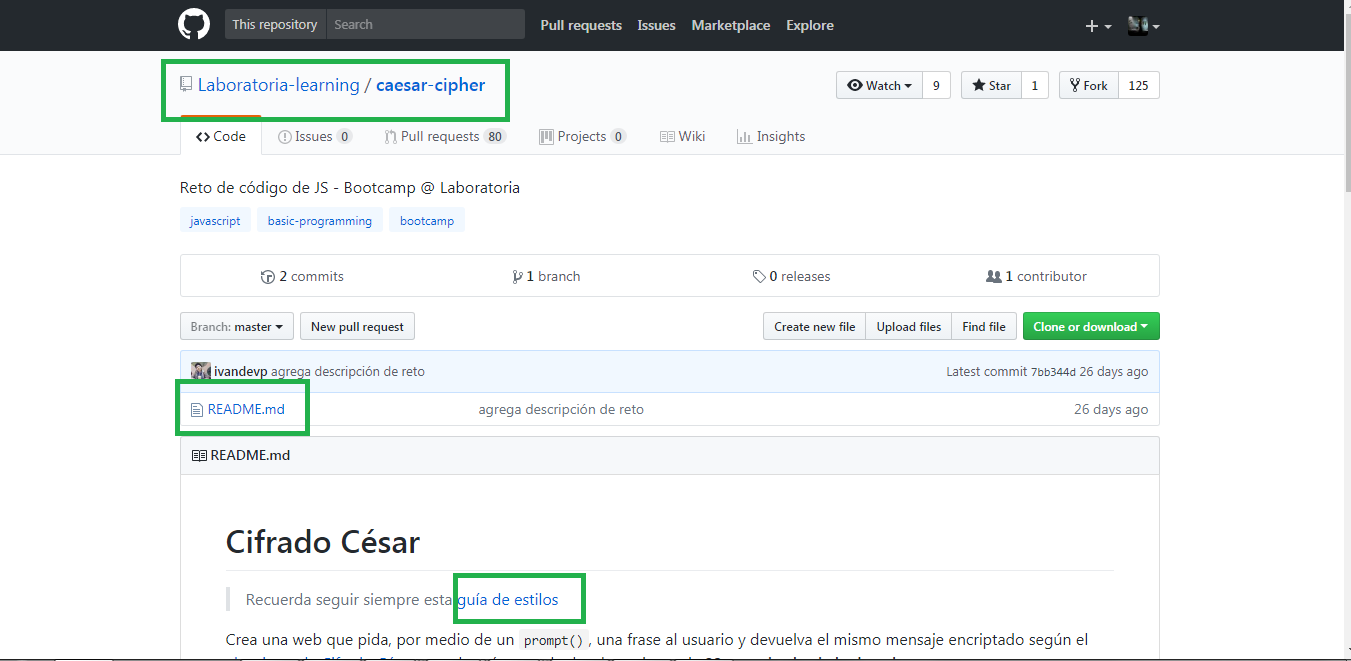 This repository Search Pull requests Issues Marketplace Explore
Laboratoria-learning / caesar-cipher Watch 9 Star 1 Fork 125
Code Issues 0 Pull requests 80 Projects 0 Wiki Insights
Reto de código de JS - Bootcamp @ Laboratoria
javascript basic-programming bootcamp
2 commits 1 branch 0 releases 1 contributor
Branch: master New pull request Create new file Upload files Find file Clone or download
ivandevp agrega descripción de reto Latest commit 7bb344d 26 days ago
README.md agrega descripción de reto 26 days ago
README.md
Cifrado César
Recuerda seguir siempre esta guía de estilos
Crea una web que pida, por medio de un prompt() , una frase al usuario y devuelva el mismo mensaje encriptado según el